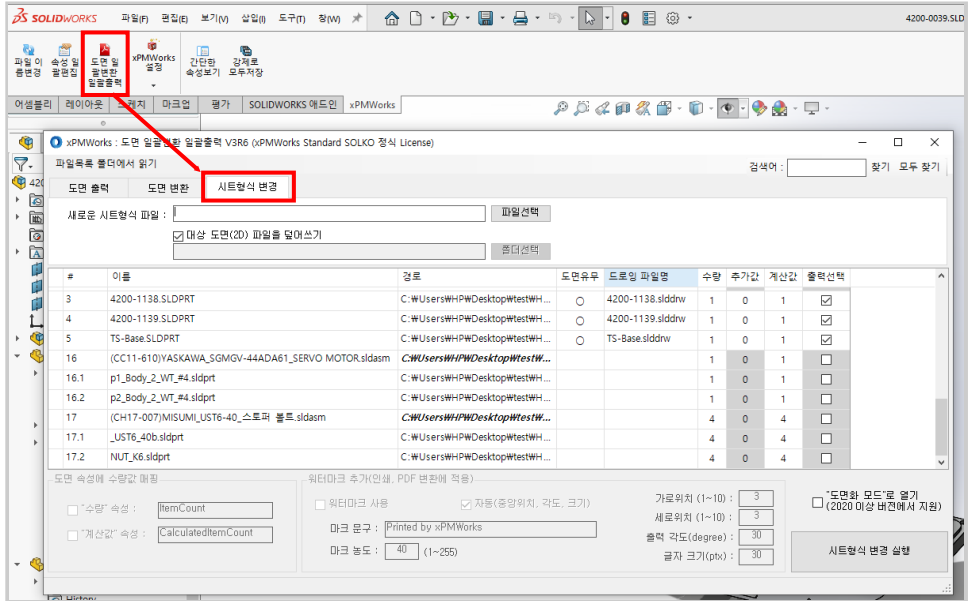 SOLIDWORKS 파일(F) 편집(E) 보기(V) 삽입(I) 도구(T) 창(W) 4200-0039.SLD
파일 이름변경 속성 일괄편집 도면 일괄변환 일괄출력 xPMWorks 설정 간단한 속성보기 강제로 모두저장
어셈블리 레이아웃 스케치 마크업 평가 SOLIDWORKS 애드인 xPMWorks
xPMWorks : 도면 일괄변환 일괄출력 V3R6 (xPMWorks Standard SOLKO 정식 License)
파일목록 폴더에서 읽기 검색어 : 찾기 모두 찾기
도면 출력 도면 변환 시트형식 변경
새로운 시트형식 파일 : 파일선택
대상 도면(2D) 파일을 덮어쓰기
폴더선택
# 이름 경로 도면유무 드로잉 파일명 수량 추가값 계산값 출력선택
3 4200-1138.SLDPRT C:₩Users₩HP₩Desktop₩test₩H... ○ 4200-1138.slddrw 1 0 1
4 4200-1139.SLDPRT C:₩Users₩HP₩Desktop₩test₩H... ○ 4200-1139.slddrw 1 0 1
5 TS-Base.SLDPRT C:₩Users₩HP₩Desktop₩test₩H... ○ TS-Base.slddrw 1 0 1
16 (CC11-610)YASKAWA_SGMGV-44ADA61_SERVO MOTOR.sldasm C:₩Users₩HP₩Desktop₩test₩... 1 0 1
16.1 p1_Body_2_WT_#4.sldprt C:₩Users₩HP₩Desktop₩test₩H... 1 0 1
16.2 p2_Body_2_WT_#4.sldprt C:₩Users₩HP₩Desktop₩test₩H... 1 0 1
17 (CH17-007)MISUMI_UST6-40_스토퍼 볼트.sldasm C:₩Users₩HP₩Desktop₩test₩... 4 0 4
17.1 _UST6_40b.sldprt C:₩Users₩HP₩Desktop₩test₩H... 4 0 4
17.2 NUT_K6.sldprt C:₩Users₩HP₩Desktop₩test₩H... 4 0 4
도면 속성에 수량값 매핑 워터마크 추가(인쇄, PDF 변환에 적용)
"수량" 속성 : ItemCount
"계산값" 속성 : CalculatedItemCount
워터마크 사용 자동(중앙위치, 각도, 크기)
마크 문구 : Printed by xPMWorks
마크 농도 : 40 (1~255)
가로위치 (1~10) : 3
세로위치 (1~10) : 3
출력 각도(degree) : 30
글자 크기(ptx) : 30
"도면화 모드"로 열기
(2020 이상 버전에서 지원)
시트형식 변경 실행
History